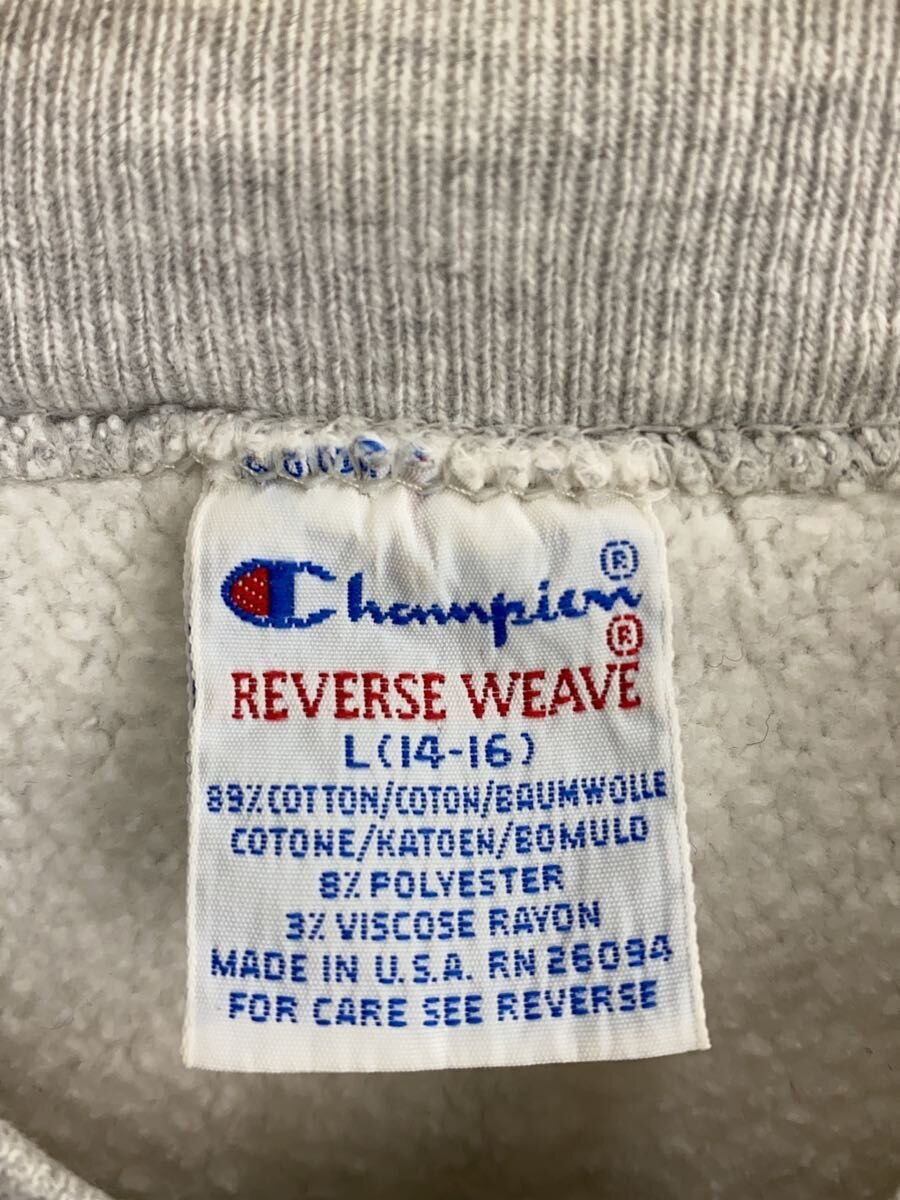 Champion®
REVERSE WEAVE®
L (14-16)
89% COTTON/COTON/BAUMWOLLE
COTONE/KATOEN/BOMULD
8% POLYESTER
3% VISCOSE RAYON
MADE IN U.S.A. RN 26094
FOR CARE SEE REVERSE